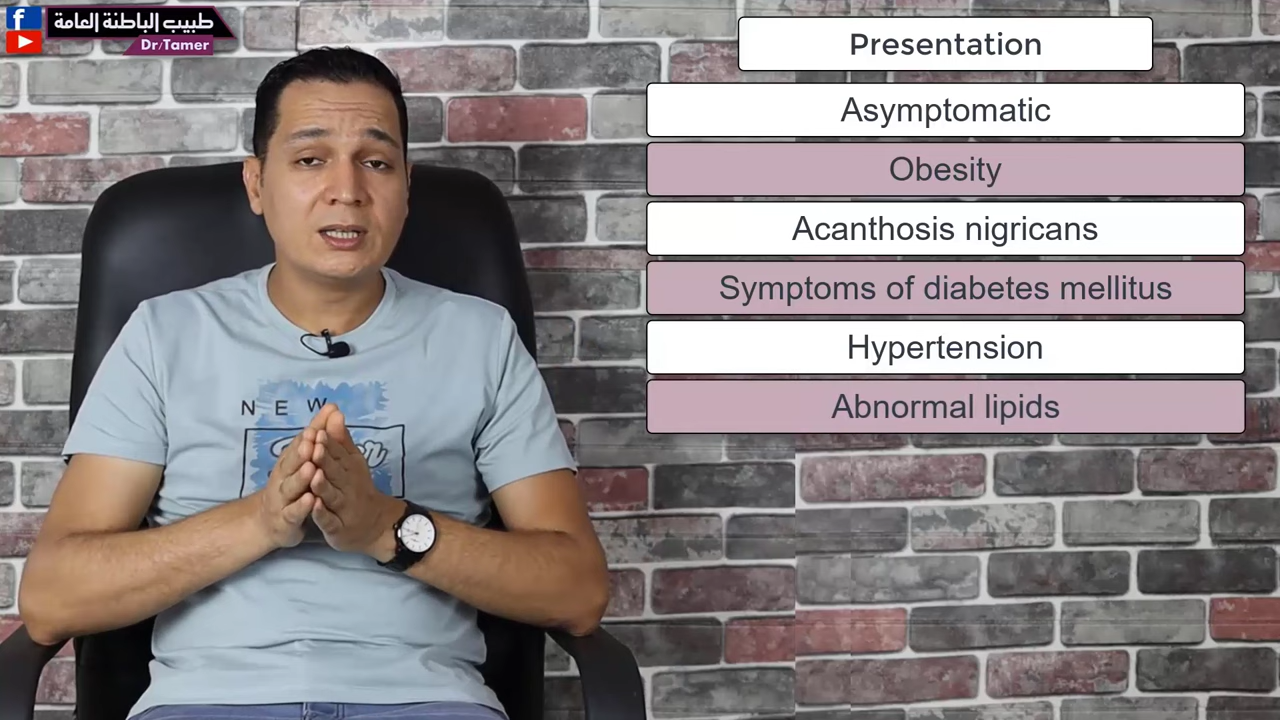 f
طبيب الباطنة العامة
Dr/Tamer
Presentation
Asymptomatic
Obesity
Acanthosis nigricans
Symptoms of diabetes mellitus
Hypertension
Abnormal lipids
NEW